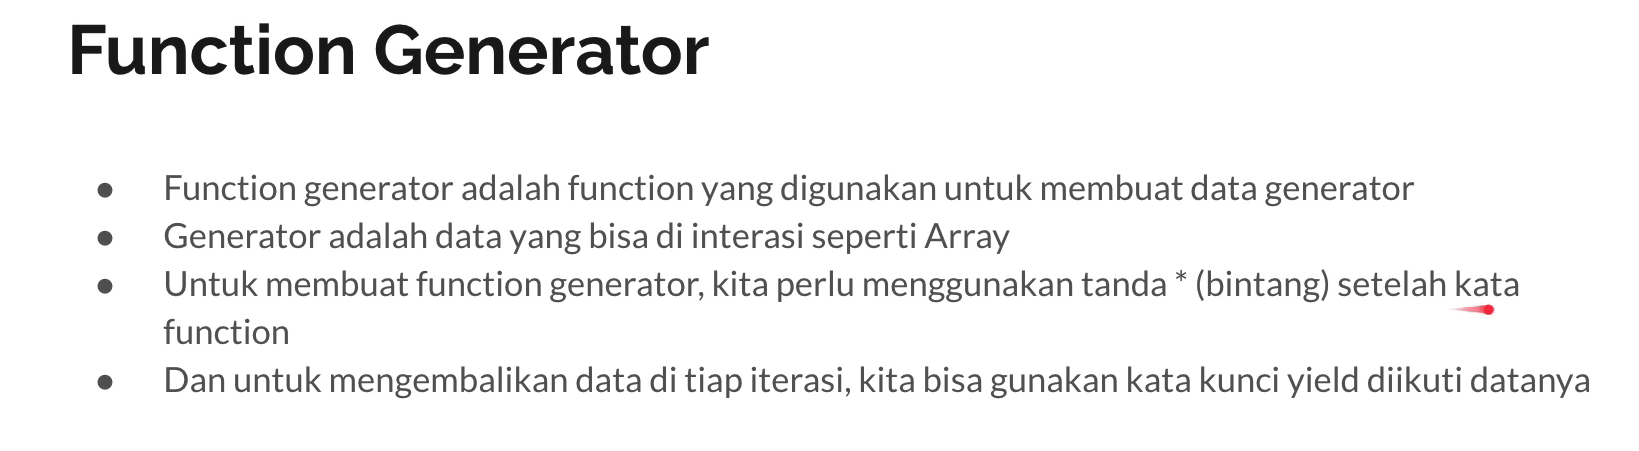 Function Generator
● Function generator adalah function yang digunakan untuk membuat data generator
● Generator adalah data yang bisa di interasi seperti Array
● Untuk membuat function generator, kita perlu menggunakan tanda * (bintang) setelah kata
function
● Dan untuk mengembalikan data di tiap iterasi, kita bisa gunakan kata kunci yield diikuti datanya